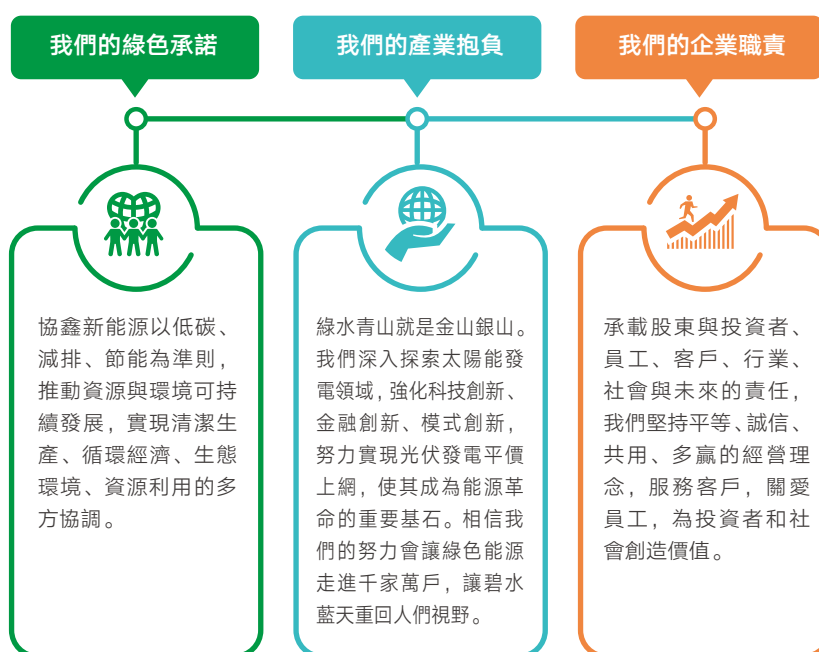 我們的綠色承諾
協鑫新能源以低碳、
減排、節能為準則，
推動資源與環境可持
續發展，實現清潔生
產、循環經濟、生態
環境、資源利用的多
方協調。
我們的產業抱負
綠水青山就是金山銀山。
我們深入探索太陽能發
電領域，強化科技創新、
金融創新、模式創新，
努力實現光伏發電平價
上網，使其成為能源革
命的重要基石。相信我
們的努力會讓綠色能源
走進千家萬戶，讓碧水
藍天重回人們視野。
我們的企業職責
承載股東與投資者、
員工、客戶、行業、
社會與未來的責任，
我們堅持平等、誠信、
共用、多贏的經營理
念，服務客戶，關愛
員工，為投資者和社
會創造價值。